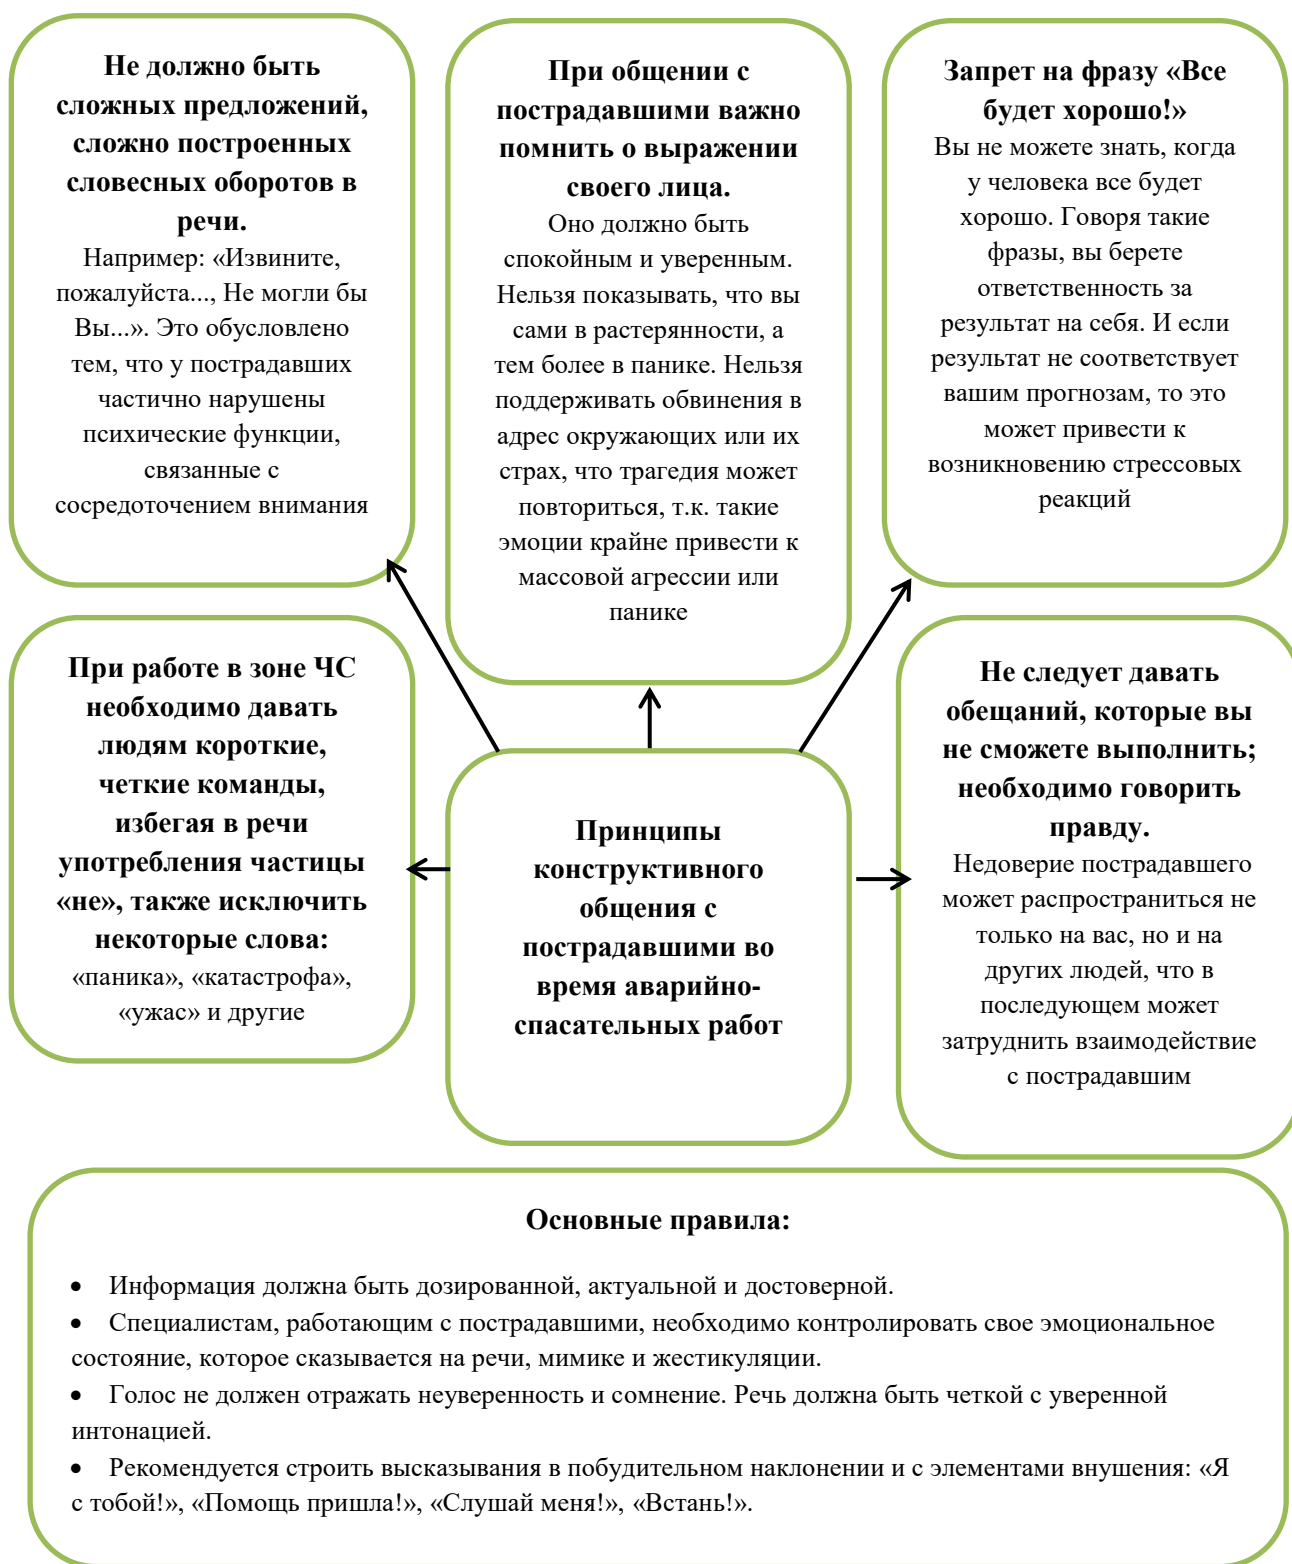 Не должно быть
сложных предложений,
сложно построенных
словесных оборотов в
речи.
Например: «Извините,
пожалуйста..., Не могли бы
Вы...». Это обусловлено
тем, что у пострадавших
частично нарушены
психические функции,
связанные с
сосредоточением внимания
При общении с
пострадавшими важно
помнить о выражении
своего лица.
Оно должно быть
спокойным и уверенным.
Нельзя показывать, что вы
сами в растерянности, а
тем более в панике. Нельзя
поддерживать обвинения в
адрес окружающих или их
страх, что трагедия может
повториться, т.к. такие
эмоции крайне привести к
массовой агрессии или
панике
Запрет на фразу «Все
будет хорошо!»
Вы не можете знать, когда
у человека все будет
хорошо. Говоря такие
фразы, вы берете
ответственность за
результат на себя. И если
результат не соответствует
вашим прогнозам, то это
может привести к
возникновению стрессовых
реакций
При работе в зоне ЧС
необходимо давать
людям короткие,
четкие команды,
избегая в речи
употребления частицы
«не», также исключить
некоторые слова:
«паника», «катастрофа»,
«ужас» и другие
Принципы
конструктивного
общения с
пострадавшими во
время аварийно-
спасательных работ
Не следует давать
обещаний, которые вы
не сможете выполнить;
необходимо говорить
правду.
Недоверие пострадавшего
может распространиться не
только на вас, но и на
других людей, что в
последующем может
затруднить взаимодействие
с пострадавшим
Основные правила:
• Информация должна быть дозированной, актуальной и достоверной.
• Специалистам, работающим с пострадавшими, необходимо контролировать свое эмоциональное
состояние, которое сказывается на речи, мимике и жестикуляции.
• Голос не должен отражать неуверенность и сомнение. Речь должна быть четкой с уверенной
интонацией.
• Рекомендуется строить высказывания в побудительном наклонении и с элементами внушения: «Я
с тобой!», «Помощь пришла!», «Слушай меня!», «Встань!».